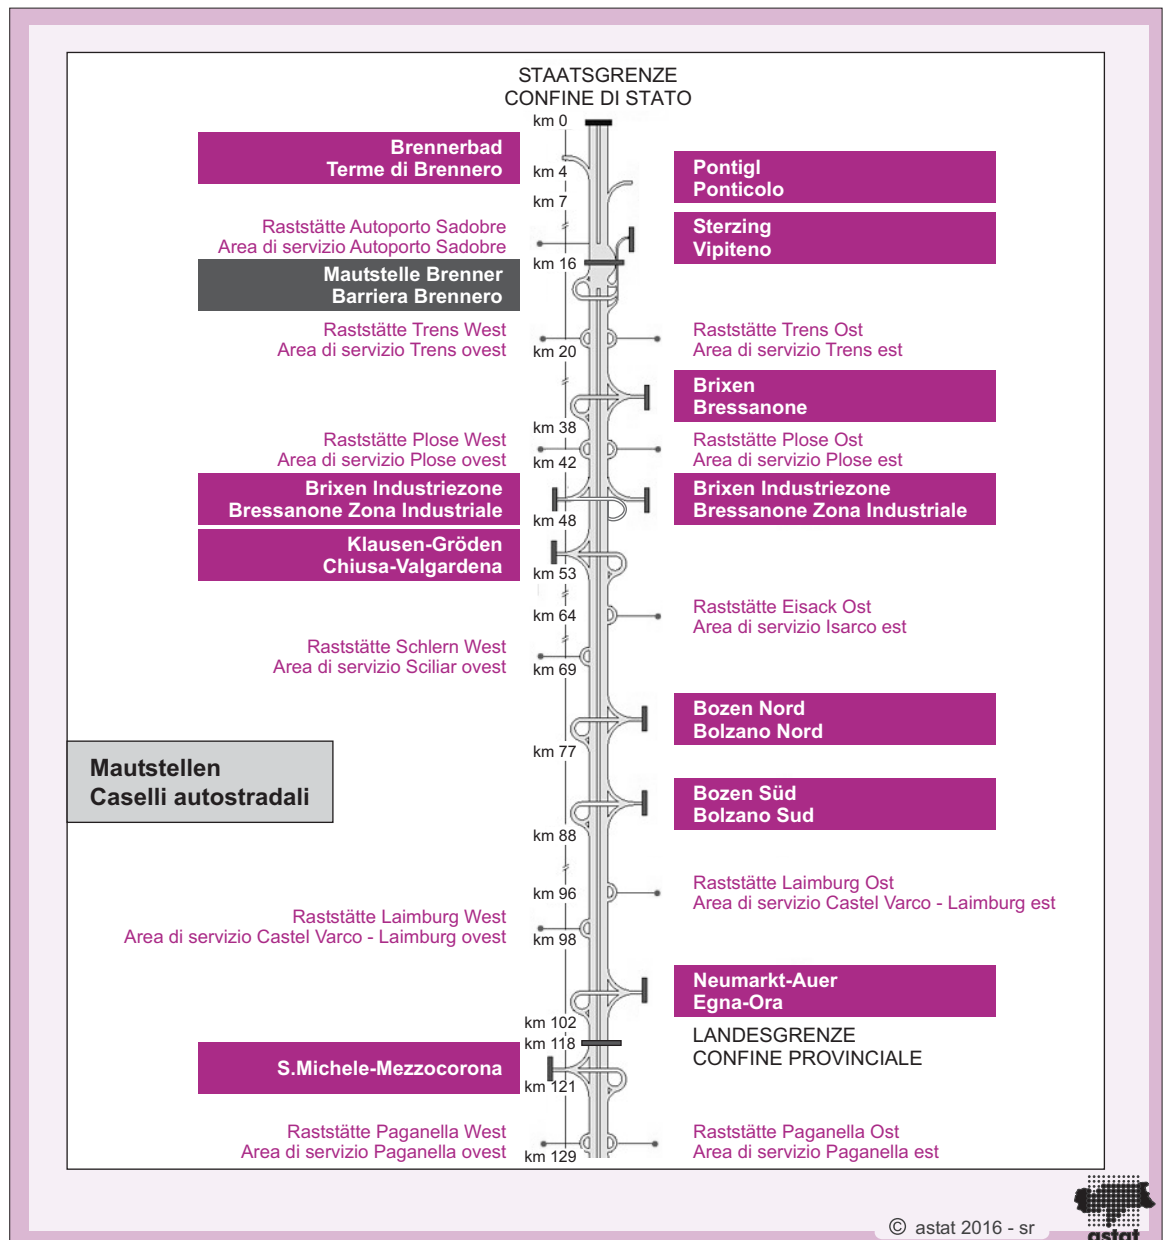 STAATSGRENZE
CONFINE DI STATO
km 0
Brennerbad
Terme di Brennero
km 4
Pontigl
Ponticolo
km 7
Raststätte Autoporto Sadobre
Area di servizio Autoporto Sadobre
Sterzing
Vipiteno
km 16
Mautstelle Brenner
Barriera Brennero
Raststätte Trens West
Area di servizio Trens ovest
km 20
Raststätte Trens Ost
Area di servizio Trens est
Brixen
Bressanone
km 38
Raststätte Plose West
Area di servizio Plose ovest
km 42
Raststätte Plose Ost
Area di servizio Plose est
Brixen Industriezone
Bressanone Zona Industriale
km 48
Brixen Industriezone
Bressanone Zona Industriale
Klausen-Gröden
Chiusa-Valgardena
km 53
km 64
Raststätte Eisack Ost
Area di servizio Isarco est
Raststätte Schlern West
Area di servizio Sciliar ovest
km 69
Bozen Nord
Bolzano Nord
km 77
Mautstellen
Caselli autostradali
Bozen Süd
Bolzano Sud
km 88
km 96
Raststätte Laimburg Ost
Area di servizio Castel Varco - Laimburg est
Raststätte Laimburg West
Area di servizio Castel Varco - Laimburg ovest
km 98
Neumarkt-Auer
Egna-Ora
km 102
km 118
LANDESGRENZE
CONFINE PROVINCIALE
S.Michele-Mezzocorona
km 121
Raststätte Paganella West
Area di servizio Paganella ovest
km 129
Raststätte Paganella Ost
Area di servizio Paganella est
© astat 2016 - sr
astat